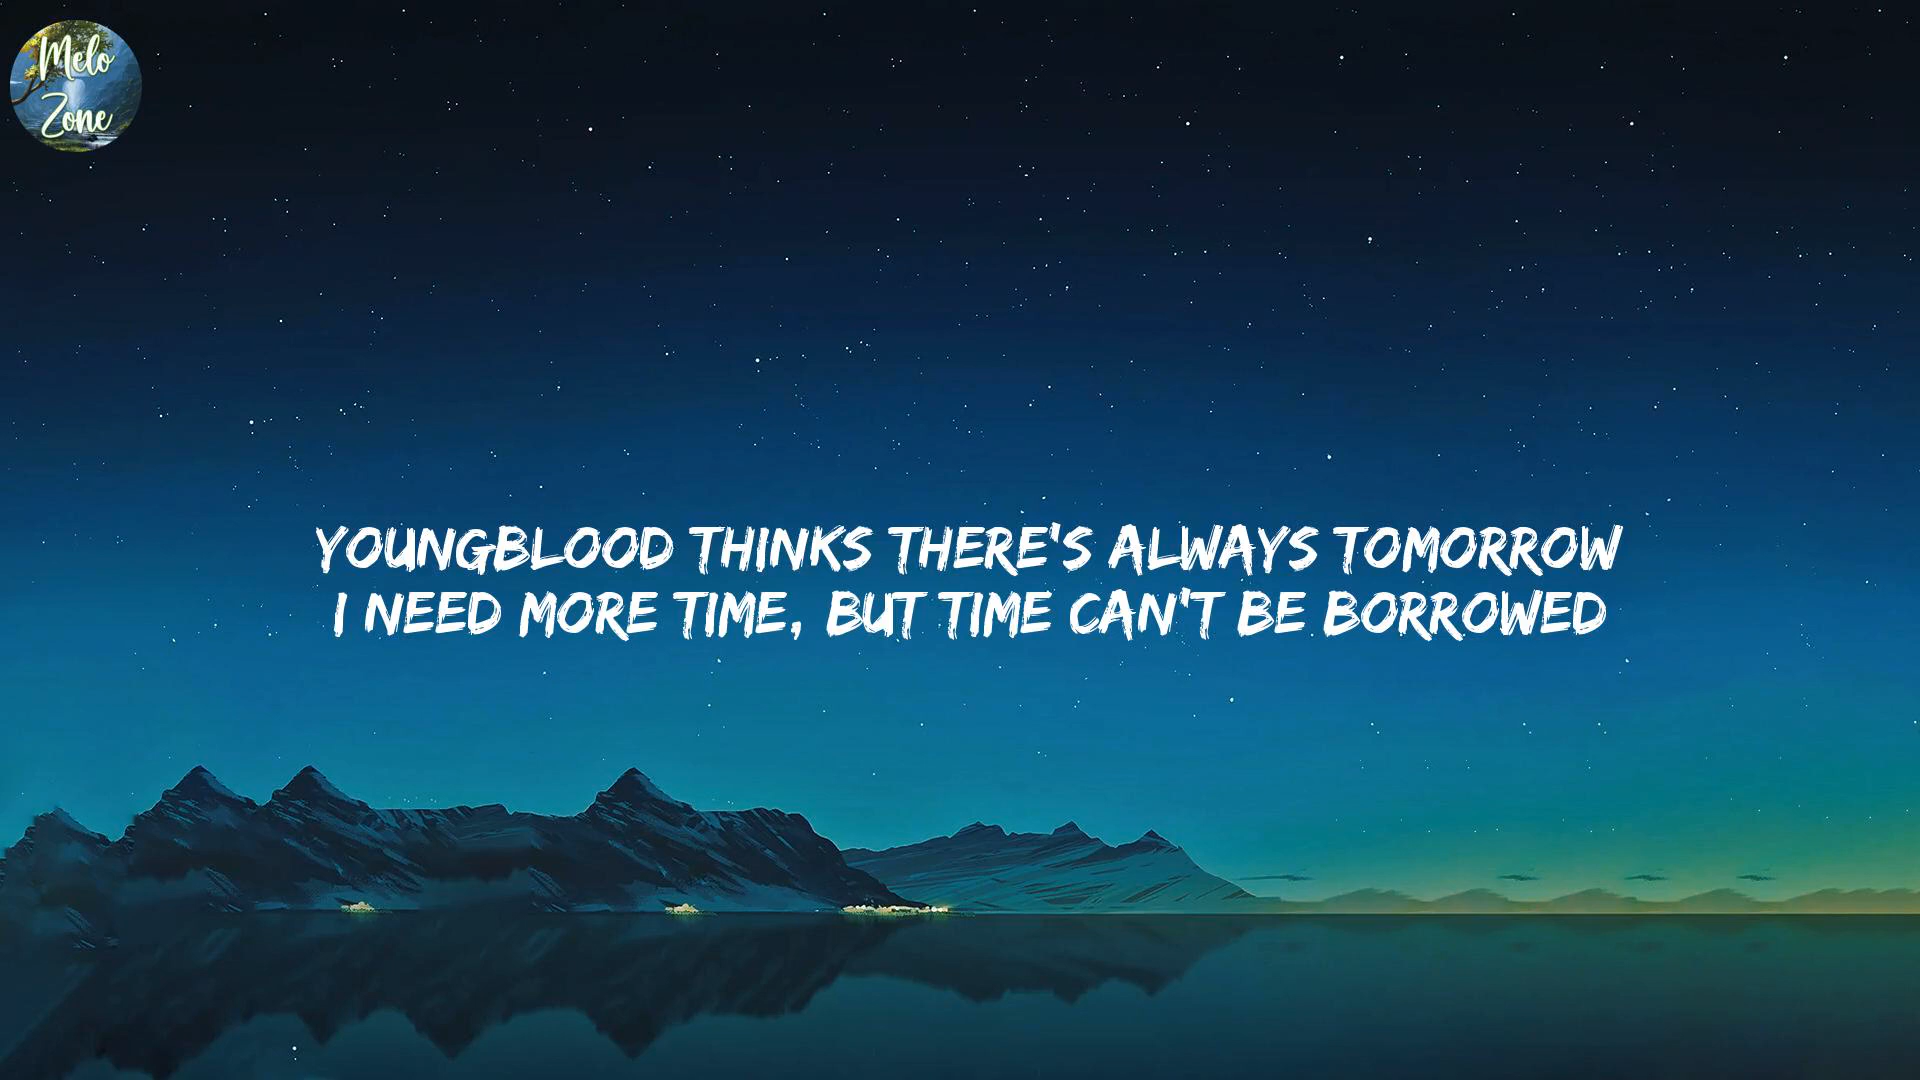 Melo
Zone
YOUNGBLOOD THINKS THERE'S ALWAYS TOMORROW
I NEED MORE TIME, BUT TIME CAN'T BE BORROWED